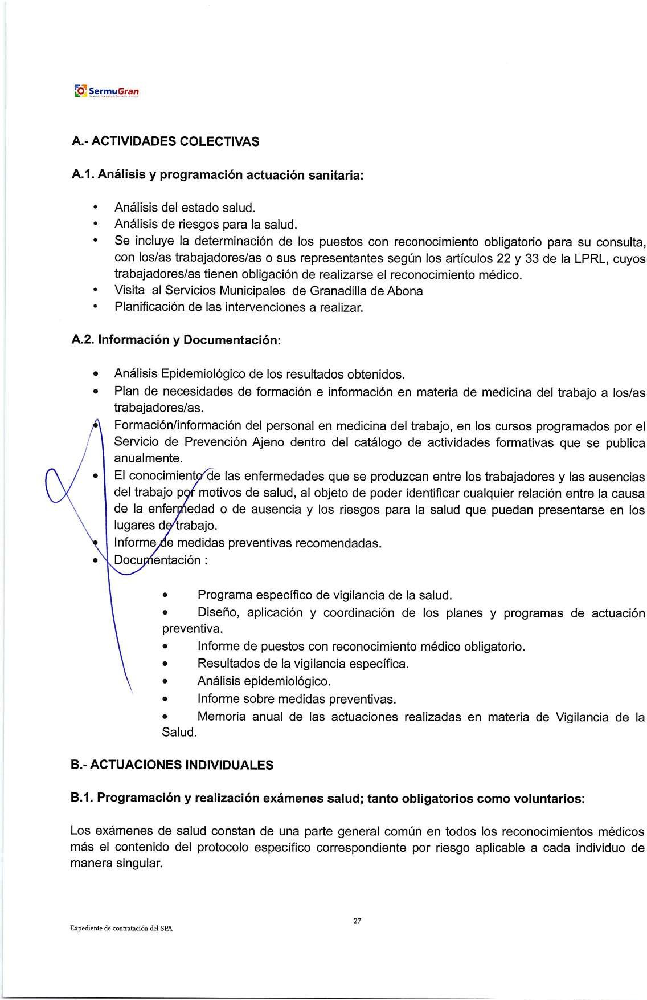 SermuGran
A.- ACTIVIDADES COLECTIVAS
A.1. Análisis y programación actuación sanitaria:
• Análisis del estado salud.
• Análisis de riesgos para la salud.
• Se incluye la determinación de los puestos con reconocimiento obligatorio para su consulta,
con los/as trabajadores/as o sus representantes según los artículos 22 y 33 de la LPRL, cuyos
trabajadores/as tienen obligación de realizarse el reconocimiento médico.
• Visita al Servicios Municipales de Granadilla de Abona
• Planificación de las intervenciones a realizar.
A.2. Información y Documentación:
• Análisis Epidemiológico de los resultados obtenidos.
• Plan de necesidades de formación e información en materia de medicina del trabajo a los/as
trabajadores/as.
• Formación/información del personal en medicina del trabajo, en los cursos programados por el
Servicio de Prevención Ajeno dentro del catálogo de actividades formativas que se publica
anualmente.
• El conocimiento de las enfermedades que se produzcan entre los trabajadores y las ausencias
del trabajo por motivos de salud, al objeto de poder identificar cualquier relación entre la causa
de la enfermedad o de ausencia y los riesgos para la salud que puedan presentarse en los
lugares de trabajo.
• Informe de medidas preventivas recomendadas.
• Documentación :
• Programa específico de vigilancia de la salud.
• Diseño, aplicación y coordinación de los planes y programas de actuación
preventiva.
• Informe de puestos con reconocimiento médico obligatorio.
• Resultados de la vigilancia específica.
• Análisis epidemiológico.
• Informe sobre medidas preventivas.
• Memoria anual de las actuaciones realizadas en materia de Vigilancia de la
Salud.
B.- ACTUACIONES INDIVIDUALES
B.1. Programación y realización exámenes salud; tanto obligatorios como voluntarios:
Los exámenes de salud constan de una parte general común en todos los reconocimientos médicos
más el contenido del protocolo específico correspondiente por riesgo aplicable a cada individuo de
manera singular.
27
Expediente de contratación del SPA